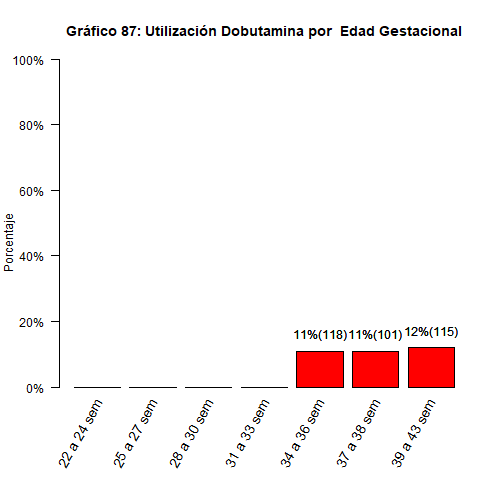 Gráfico 87: Utilización Dobutamina por  Edad Gestacional
100%
80%
60%
40%
20%
0%
Porcentaje
11%(118)
11%(101)
12%(115)
22 a 24 sem
25 a 27 sem
28 a 30 sem
31 a 33 sem
34 a 36 sem
37 a 38 sem
39 a 43 sem